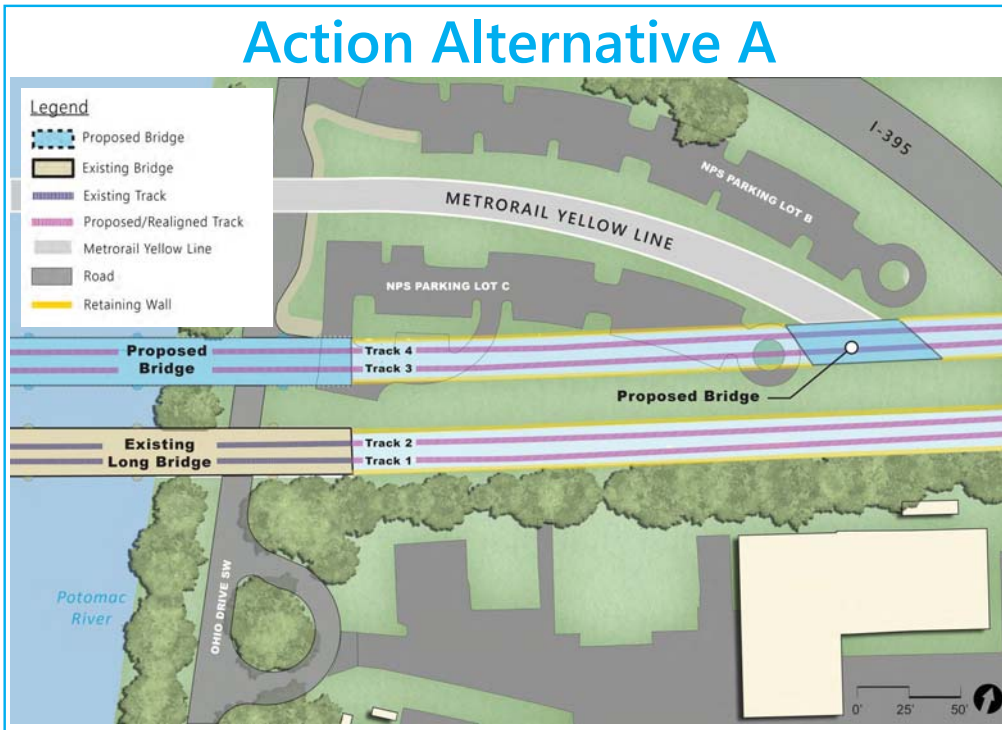 Action Alternative A
Legend
Proposed Bridge
Existing Bridge
Existing Track
Proposed/Realigned Track
Metrorail Yellow Line
Road
Retaining Wall
I-395
NPS PARKING LOT B
METRORAIL YELLOW LINE
NPS PARKING LOT C
Proposed
Bridge
Track 4
Track 3
Proposed Bridge
Existing
Long Bridge
Track 2
Track 1
OHIO DRIVE SW
Potomac
River
0' 25' 50'